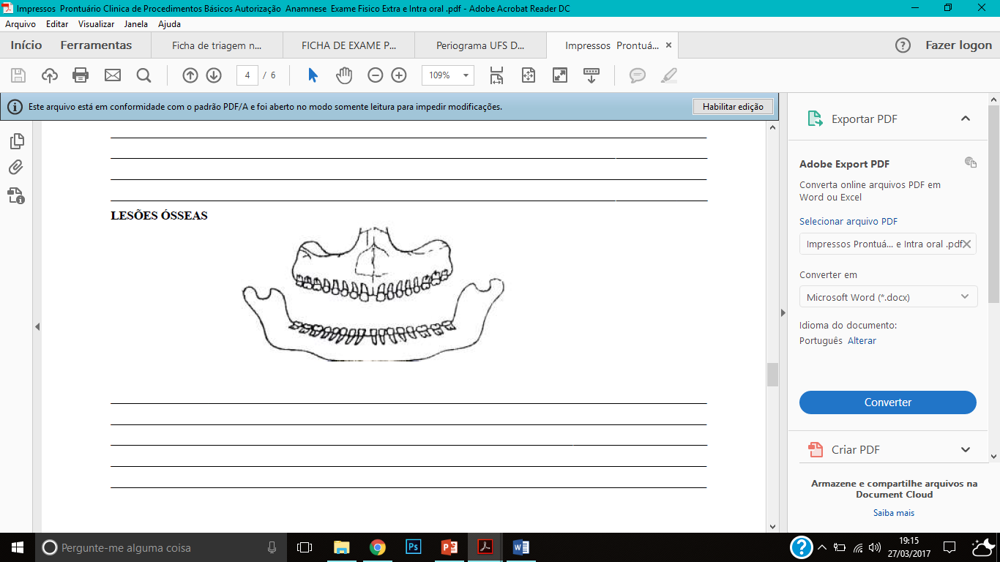 Impressos  Prontuário Clinica de Procedimentos Básicos Autorização  Anamnese  Exame Fisico Extra e Intra oral .pdf - Adobe Acrobat Reader DC
Arquivo Editar Visualizar Janela Ajuda
Início Ferramentas Ficha de triagem n... FICHA DE EXAME P... Periograma UFS D... Impressos  Prontuá... × Fazer logon
4 / 6 109%
Este arquivo está em conformidade com o padrão PDF/A e foi aberto no modo somente leitura para impedir modificações. Habilitar edição
LESÕES ÓSSEAS
Exportar PDF
Adobe Export PDF
Converta online arquivos PDF em
Word ou Excel
Selecionar arquivo PDF
Impressos Prontuá... e Intra oral .pdf
Converter em
Microsoft Word (*.docx)
Idioma do documento:
Português Alterar
Converter
Criar PDF
Armazene e compartilhe arquivos na
Document Cloud
Saiba mais
Pergunte-me alguma coisa
19:15
27/03/2017